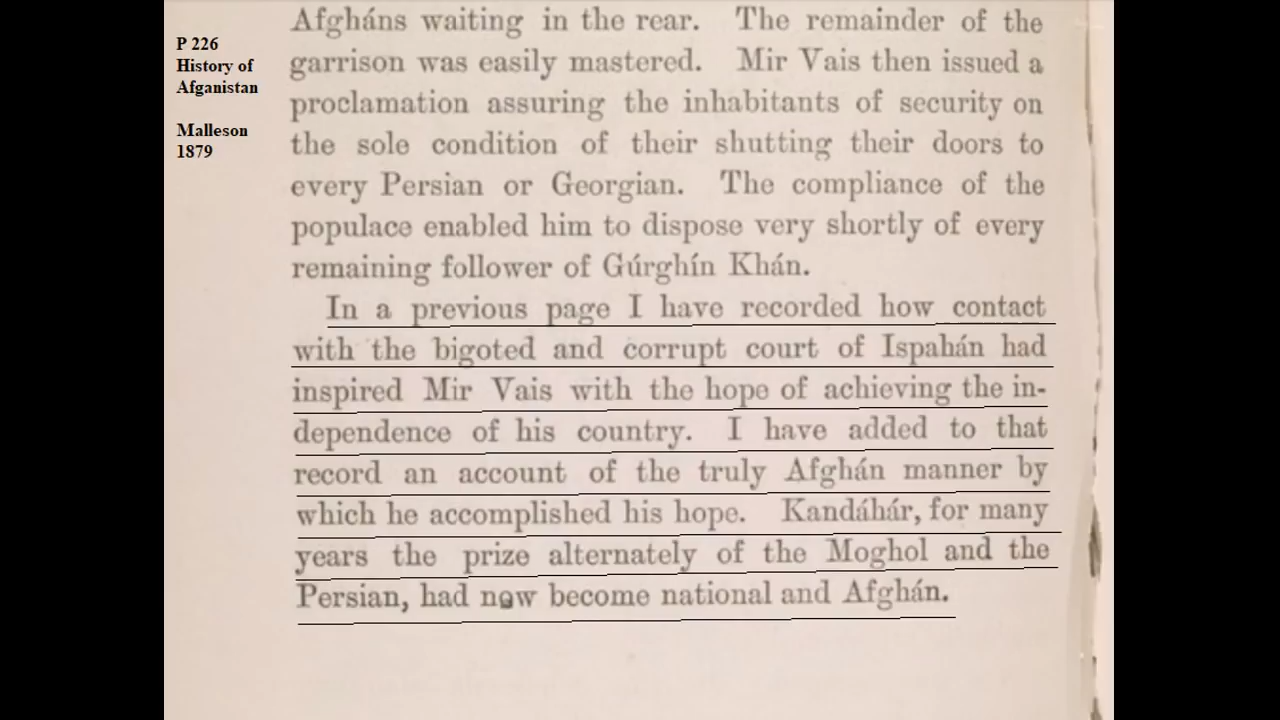 P 226
History of
Afganistan
Malleson
1879
Afgháns waiting in the rear. The remainder of the
garrison was easily mastered. Mir Vais then issued a
proclamation assuring the inhabitants of security on
the sole condition of their shutting their doors to
every Persian or Georgian. The compliance of the
populace enabled him to dispose very shortly of every
remaining follower of Gúrghín Khán.
In a previous page I have recorded how contact
with the bigoted and corrupt court of Ispahán had
inspired Mir Vais with the hope of achieving the in-
dependence of his country. I have added to that
record an account of the truly Afghán manner by
which he accomplished his hope. Kandáhár, for many
years the prize alternately of the Moghol and the
Persian, had now become national and Afghán.